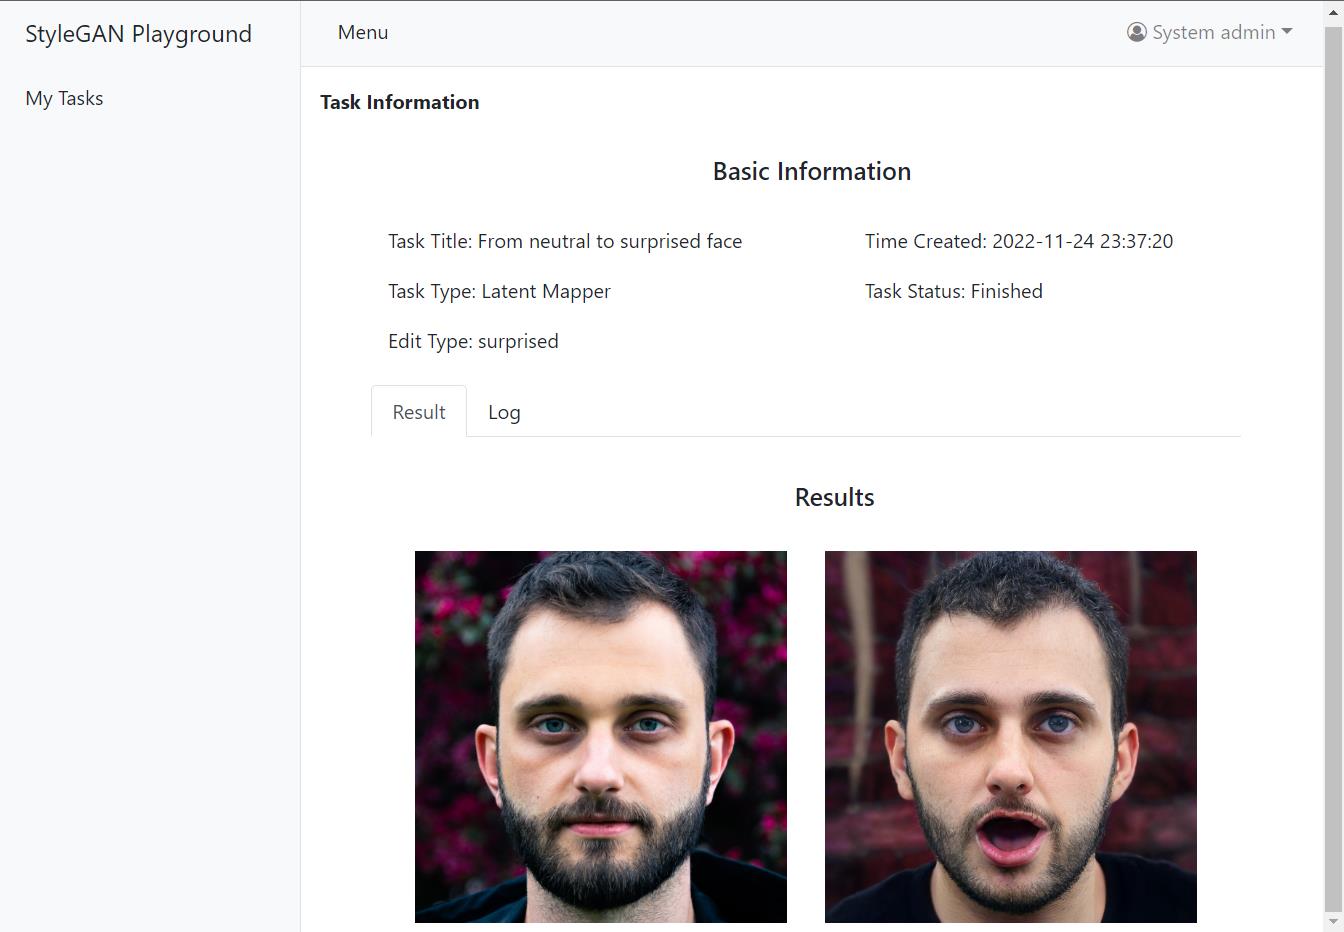 StyleGAN Playground
My Tasks
Menu
System admin
Task Information
Basic Information
Task Title: From neutral to surprised face
Time Created: 2022-11-24 23:37:20
Task Type: Latent Mapper
Task Status: Finished
Edit Type: surprised
Result
Log
Results